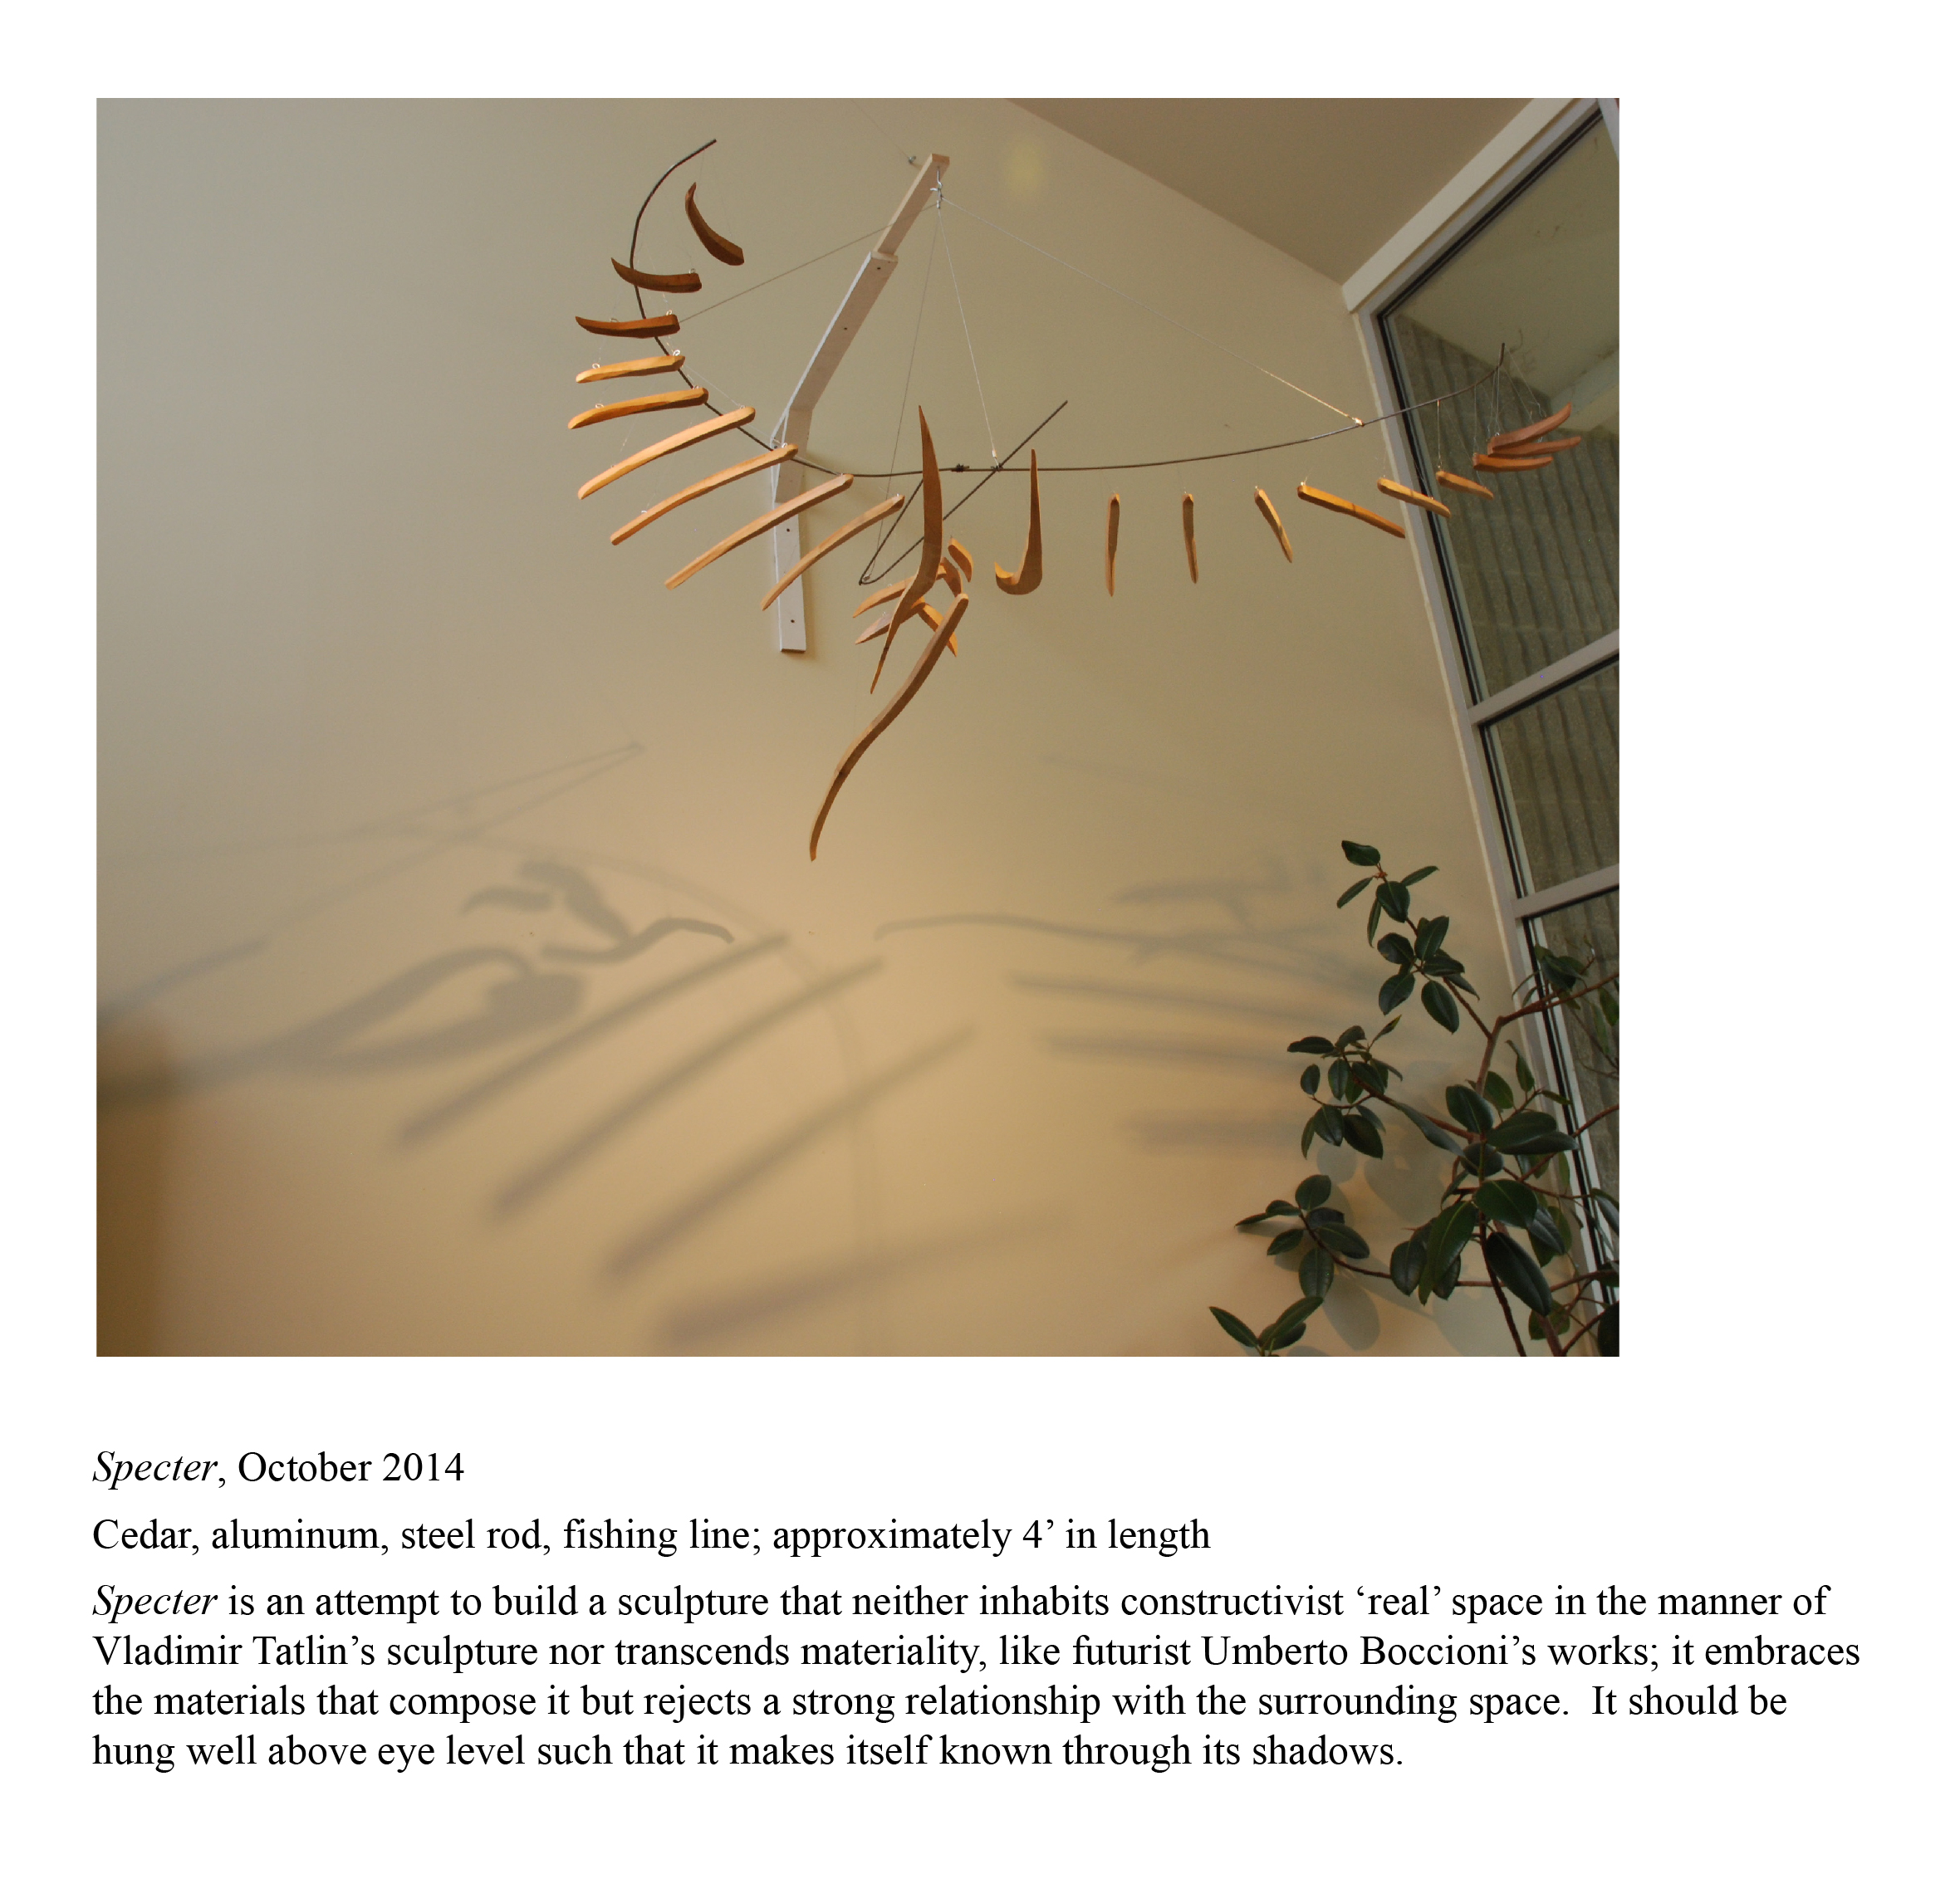 Specter, October 2014
Cedar, aluminum, steel rod, fishing line; approximately 4’ in length
Specter is an attempt to build a sculpture that neither inhabits constructivist ‘real’ space in the manner of
Vladimir Tatlin’s sculpture nor transcends materiality, like futurist Umberto Boccioni’s works; it embraces
the materials that compose it but rejects a strong relationship with the surrounding space.  It should be
hung well above eye level such that it makes itself known through its shadows.